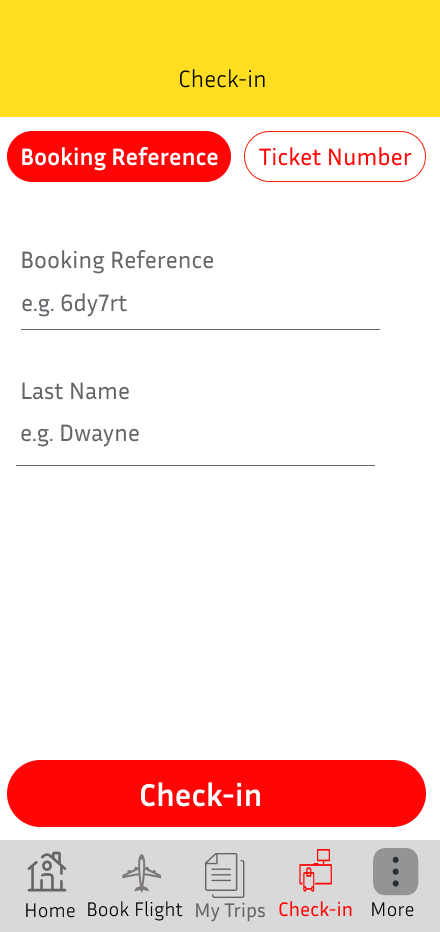 Check-in
Booking Reference
Ticket Number
Booking Reference
e.g. 6dy7rt
Last Name
e.g. Dwayne
Check-in
Home
Book Flight
My Trips
Check-in
More